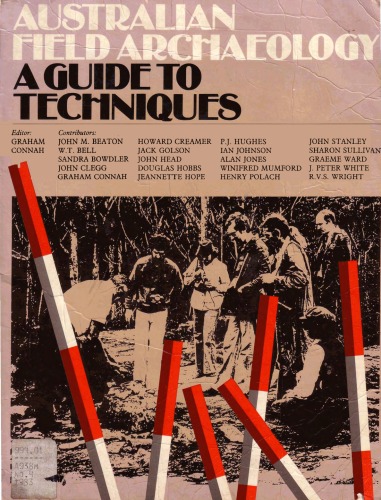 AUSTRALIAN
FIELD ARCHAEOLOGY
A GUIDE TO
TECHNIQUES
Editor:
GRAHAM
CONNAH
Contributors:
JOHN M. BEATON
W.T. BELL
SANDRA BOWDLER
JOHN CLEGG
GRAHAM CONNAH
HOWARD CREAMER
JACK GOLSON
JOHN HEAD
DOUGLAS HOBBS
JEANNETTE HOPE
P.J. HUGHES
IAN JOHNSON
ALAN JONES
WINIFRED MUMFORD
HENRY POLACH
JOHN STANLEY
SHARON SULLIVAN
GRAEME WARD
J. PETER WHITE
R.V.S. WRIGHT